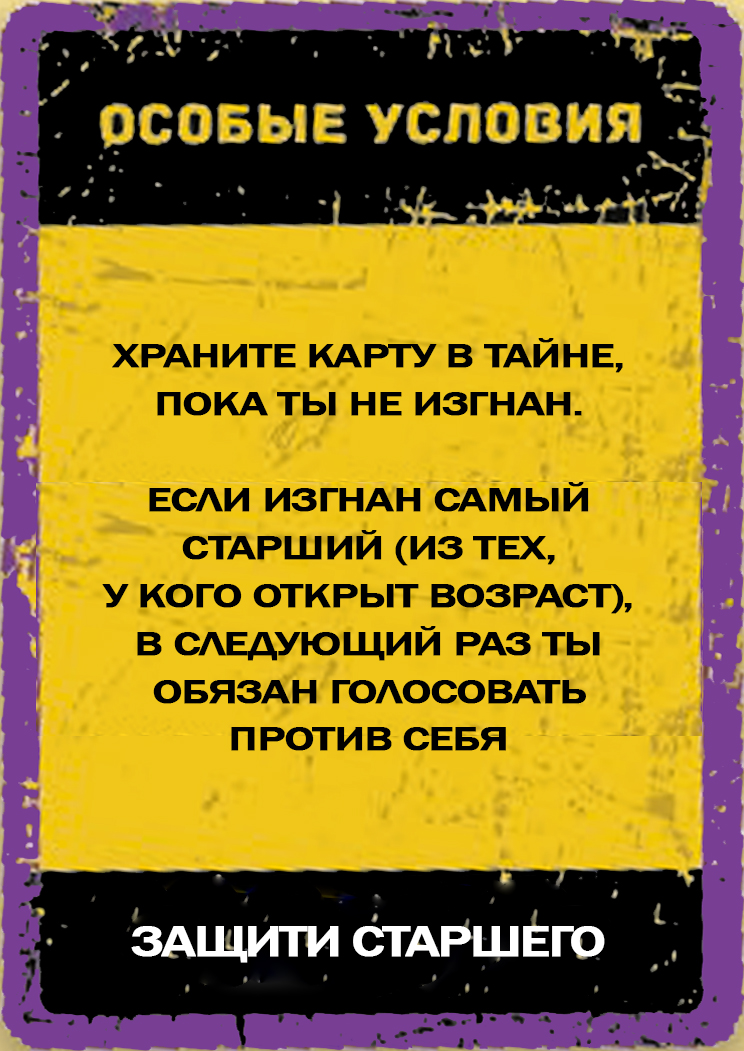 ОСОБЫЕ УСЛОВИЯ
ХРАНИТЕ КАРТУ В ТАЙНЕ,
ПОКА ТЫ НЕ ИЗГНАН.
ЕСЛИ ИЗГНАН САМЫЙ
СТАРШИЙ (ИЗ ТЕХ,
У КОГО ОТКРЫТ ВОЗРАСТ),
В СЛЕДУЮЩИЙ РАЗ ТЫ
ОБЯЗАН ГОЛОСОВАТЬ
ПРОТИВ СЕБЯ
ЗАЩИТИ СТАРШЕГО